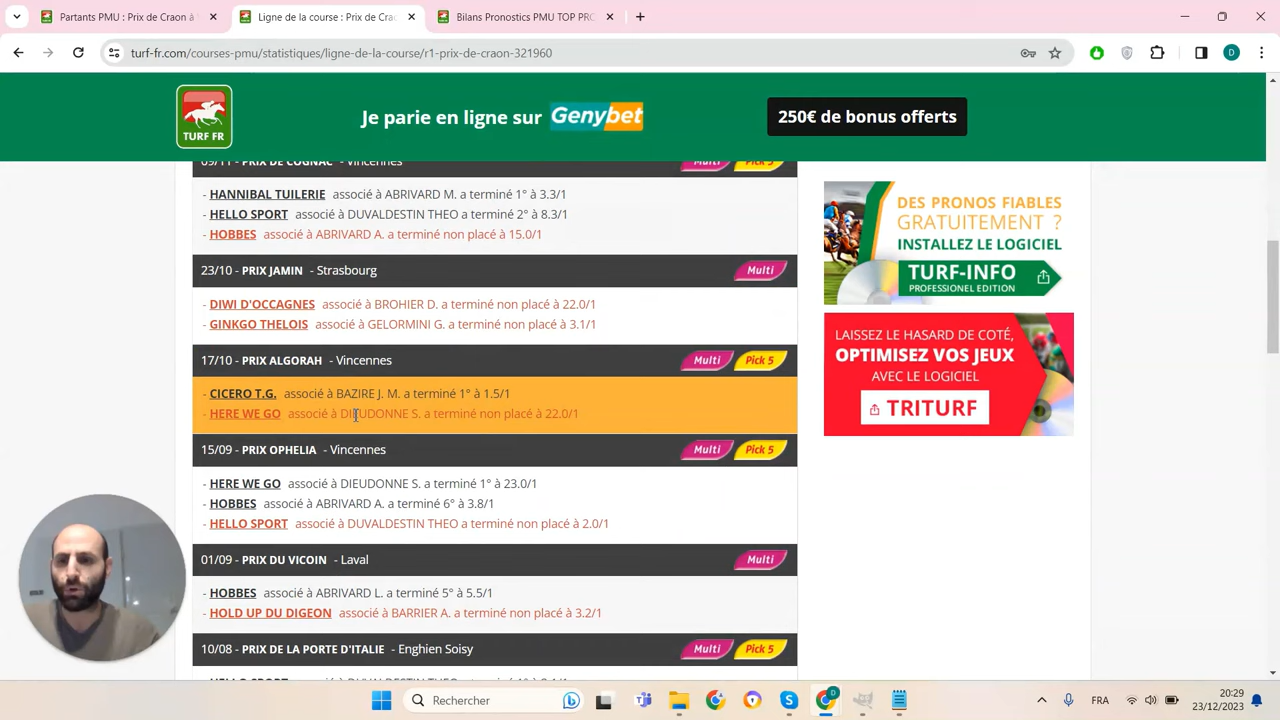 Partants PMU : Prix de Craon à
Ligne de la course : Prix de Cra
Bilans Pronostics PMU TOP PRO
turf-fr.com/courses-pmu/statistiques/ligne-de-la-course/r1-prix-de-craon-321960
D
TURF FR
Je parie en ligne sur Genybet
250€ de bonus offerts
09/11 - PRIX DE COGNAC - Vincennes
Multi Pick 5
- HANNIBAL TUILERIE associé à ABRIVARD M. a terminé 1° à 3.3/1
- HELLO SPORT associé à DUVALDESTIN THEO a terminé 2° à 8.3/1
- HOBBES associé à ABRIVARD A. a terminé non placé à 15.0/1
23/10 - PRIX JAMIN - Strasbourg
Multi
- DIWI D'OCCAGNES associé à BROHIER D. a terminé non placé à 22.0/1
- GINKGO THELOIS associé à GELORMINI G. a terminé non placé à 3.1/1
17/10 - PRIX ALGORAH - Vincennes
Multi Pick 5
- CICERO T.G. associé à BAZIRE J. M. a terminé 1° à 1.5/1
- HERE WE GO associé à DIEUDONNE S. a terminé non placé à 22.0/1
15/09 - PRIX OPHELIA - Vincennes
Multi Pick 5
- HERE WE GO associé à DIEUDONNE S. a terminé 1° à 23.0/1
- HOBBES associé à ABRIVARD A. a terminé 6° à 3.8/1
- HELLO SPORT associé à DUVALDESTIN THEO a terminé non placé à 2.0/1
01/09 - PRIX DU VICOIN - Laval
Multi
- HOBBES associé à ABRIVARD L. a terminé 5° à 5.5/1
- HOLD UP DU DIGEON associé à BARRIER A. a terminé non placé à 3.2/1
10/08 - PRIX DE LA PORTE D'ITALIE - Enghien Soisy
Multi Pick 5
DES PRONOS FIABLES
GRATUITEMENT ?
INSTALLEZ LE LOGICIEL
TURF-INFO
PROFESSIONEL EDITION
LAISSEZ LE HASARD DE COTÉ,
OPTIMISEZ VOS JEUX
AVEC LE LOGICIEL
TRITURF
Rechercher
FRA
20:29
23/12/2023